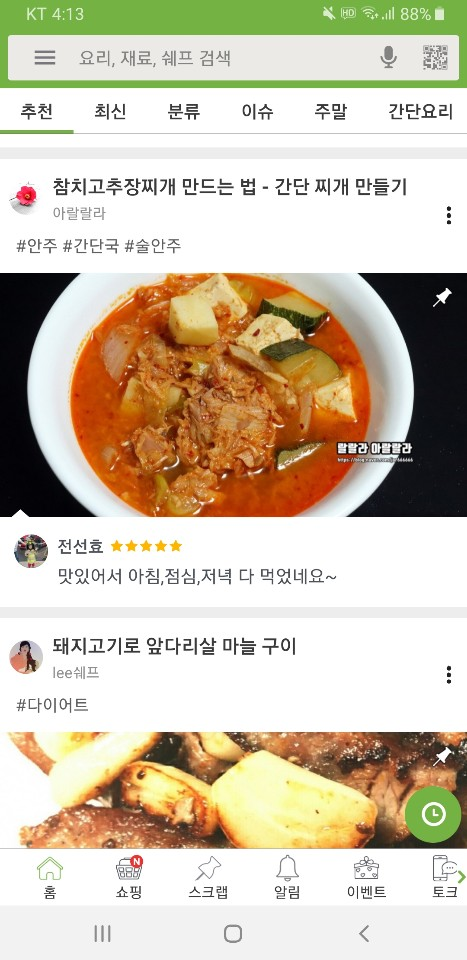 KT 4:13 HD 88%
요리, 재료, 쉐프 검색
추천 최신 분류 이슈 주말 간단요리
참치고추장찌개 만드는 법 - 간단 찌개 만들기
아랄랄라
#안주 #간단국 #술안주
랄랄라 아랄랄라
전선효
맛있어서 아침,점심,저녁 다 먹었네요~
돼지고기로 앞다리살 마늘 구이
lee쉐프
#다이어트
N
홈 쇼핑 스크랩 알림 이벤트 토크